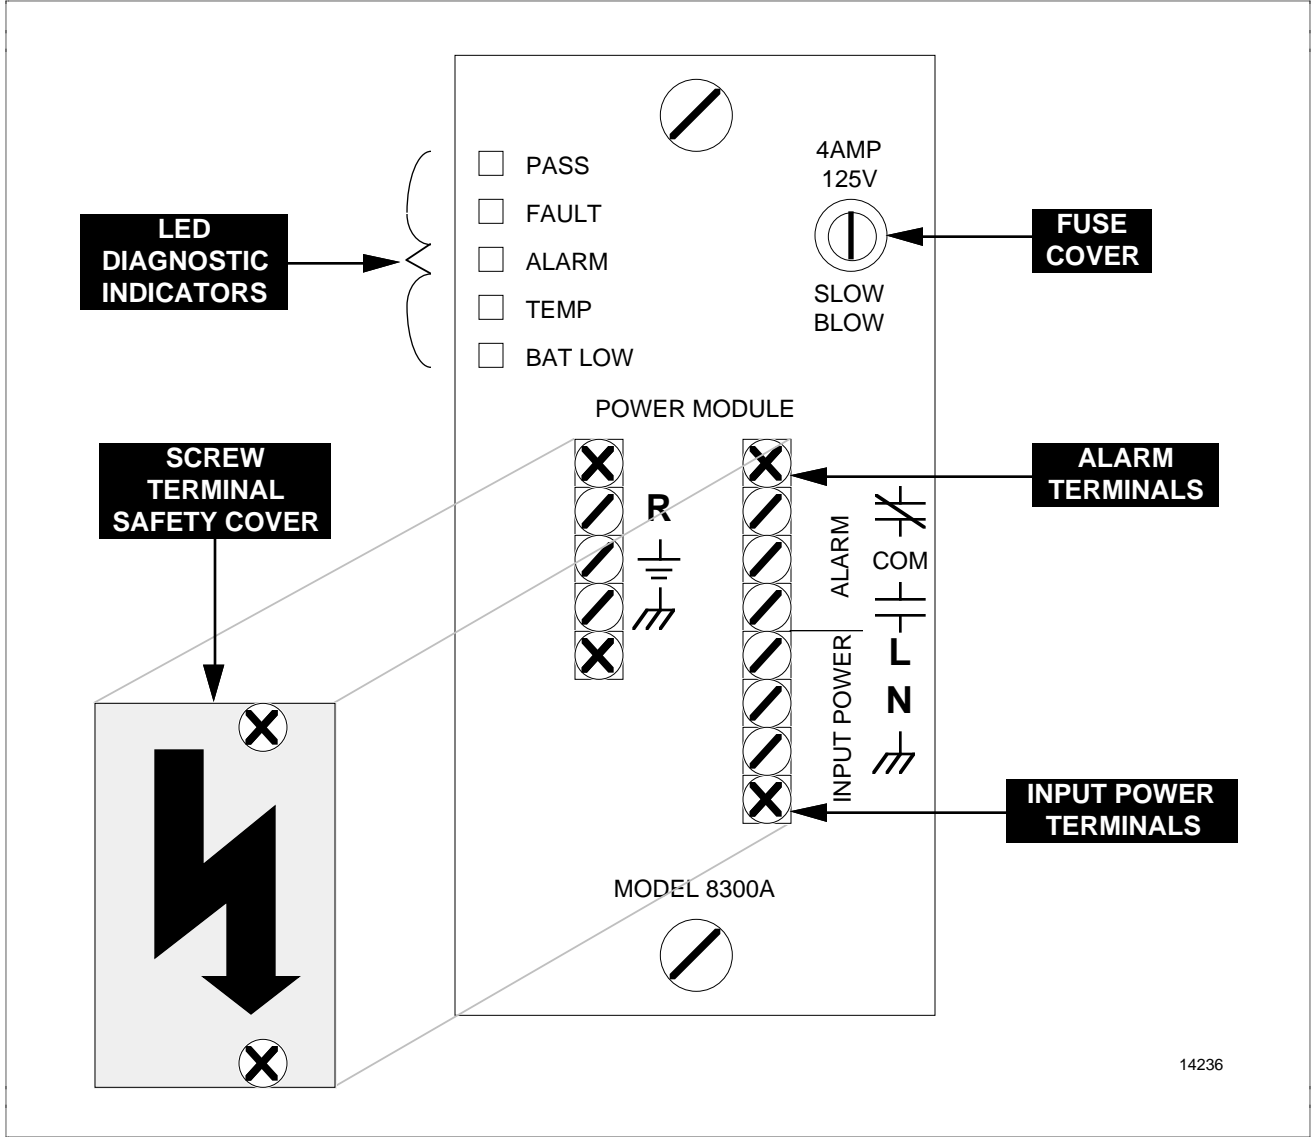 4AMP
125V
PASS
FAULT
ALARM
TEMP
BAT LOW
LED
DIAGNOSTIC
INDICATORS
FUSE
COVER
SLOW
BLOW
POWER MODULE
SCREW
TERMINAL
SAFETY COVER
ALARM
TERMINALS
R
ALARM
COM
INPUT POWER
L
N
INPUT POWER
TERMINALS
MODEL 8300A
14236